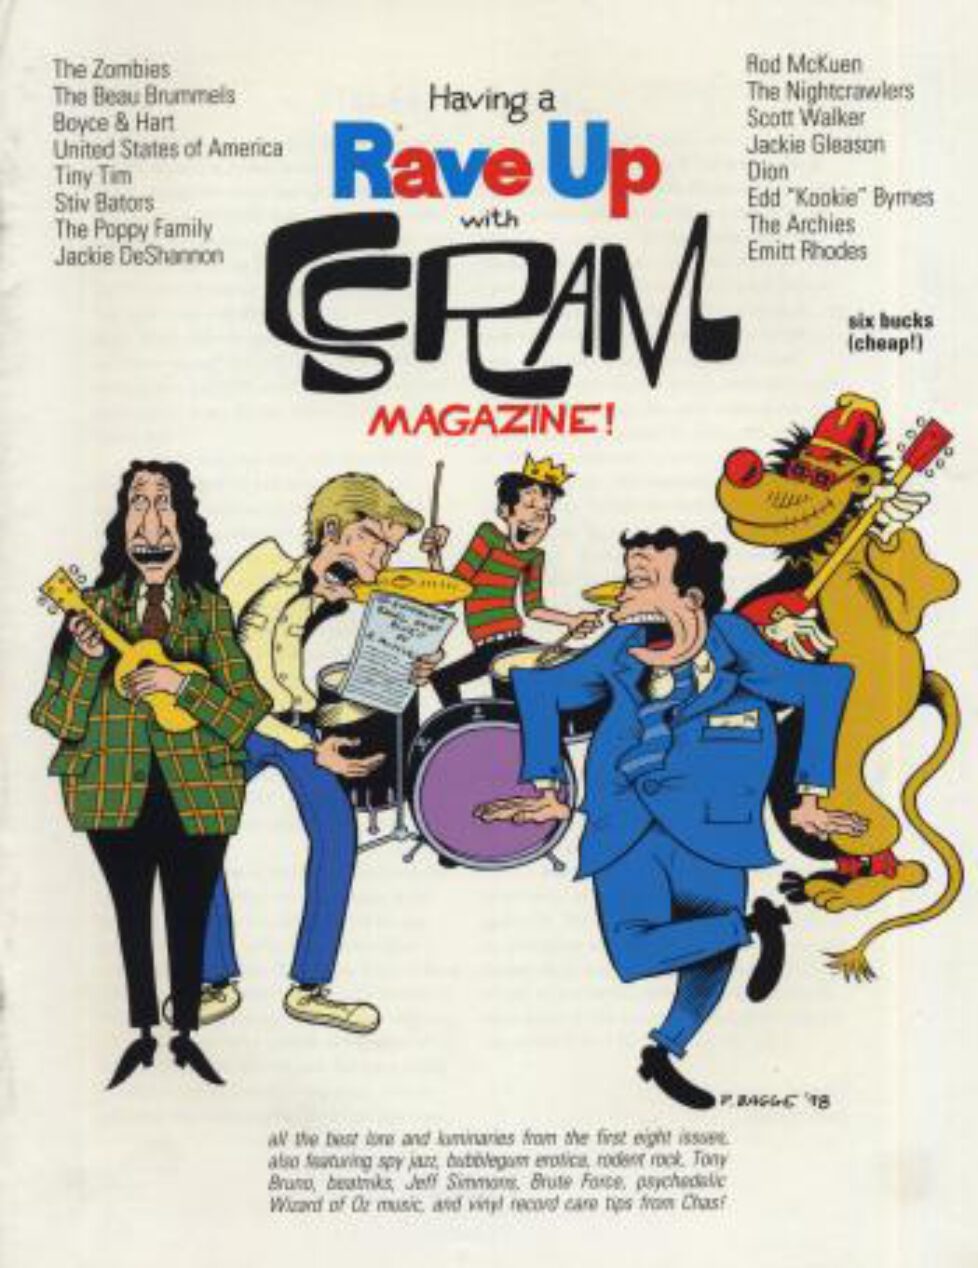 The Zombies
The Beau Brummels
Boyce & Hart
United States of America
Tiny Tim
Stiv Bators
The Poppy Family
Jackie DeShannon
Having a
Rave Up
with
SCRAM
MAGAZINE!
Rod McKuen
The Nightcrawlers
Scott Walker
Jackie Gleason
Dion
Edd "Kookie" Byrnes
The Archies
Emitt Rhodes
six bucks
(cheap!)
P. BAGGE '98
all the best lore and luminaries from the first eight issues,
also featuring spy jazz, bubblegum erotica, rodent rock, Tony
Bruno, beatniks, Jeff Simmons, Brute Force, psychedelic
Wizard of Oz music, and vinyl record care tips from Chas!